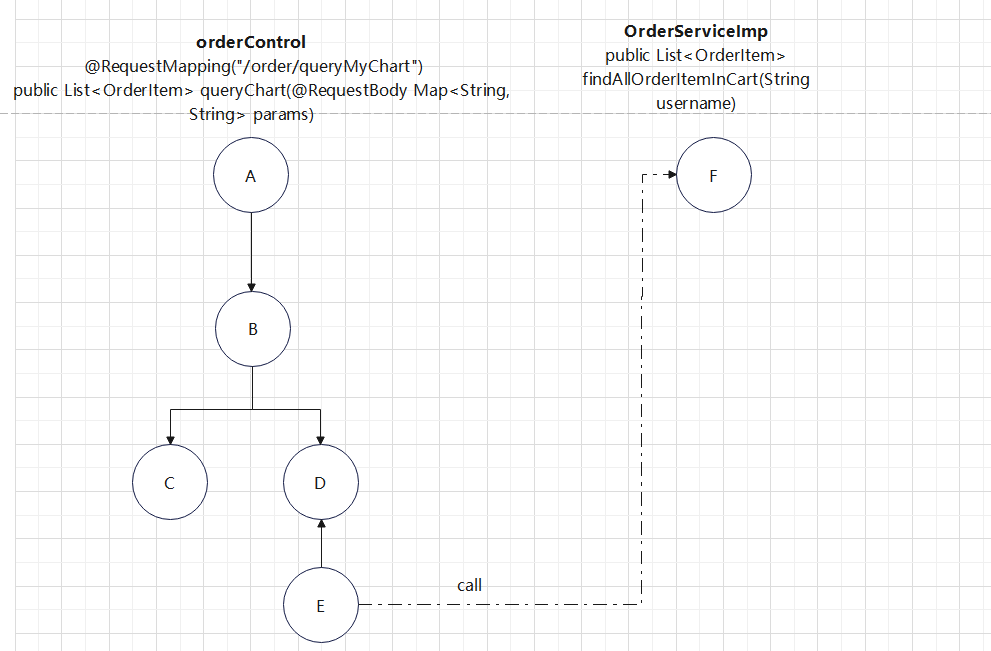 orderControl
@RequestMapping("/order/queryMyChart")
public List<OrderItem> queryChart(@RequestBody Map<String,
String> params)
OrderServiceImp
public List<OrderItem>
findAllOrderItemInCart(String
username)
A
F
B
C
D
E
call